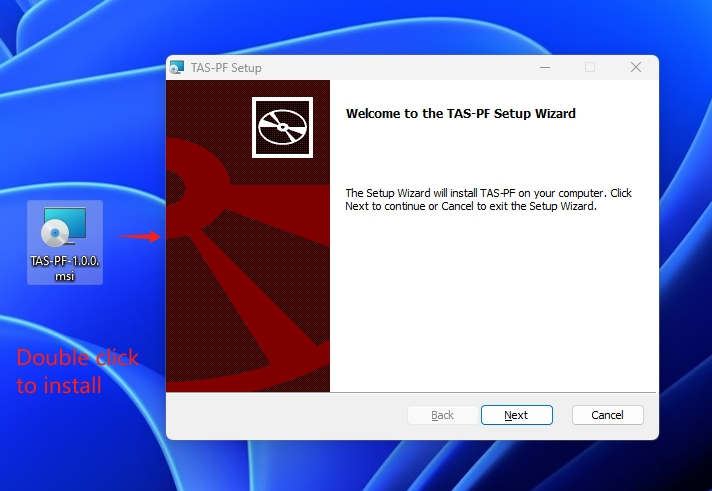 TAS-PF Setup
Welcome to the TAS-PF Setup Wizard
The Setup Wizard will install TAS-PF on your computer. Click
Next to continue or Cancel to exit the Setup Wizard.
TAS-PF-1.0.0.
msi
Double click
to install
Back
Next
Cancel